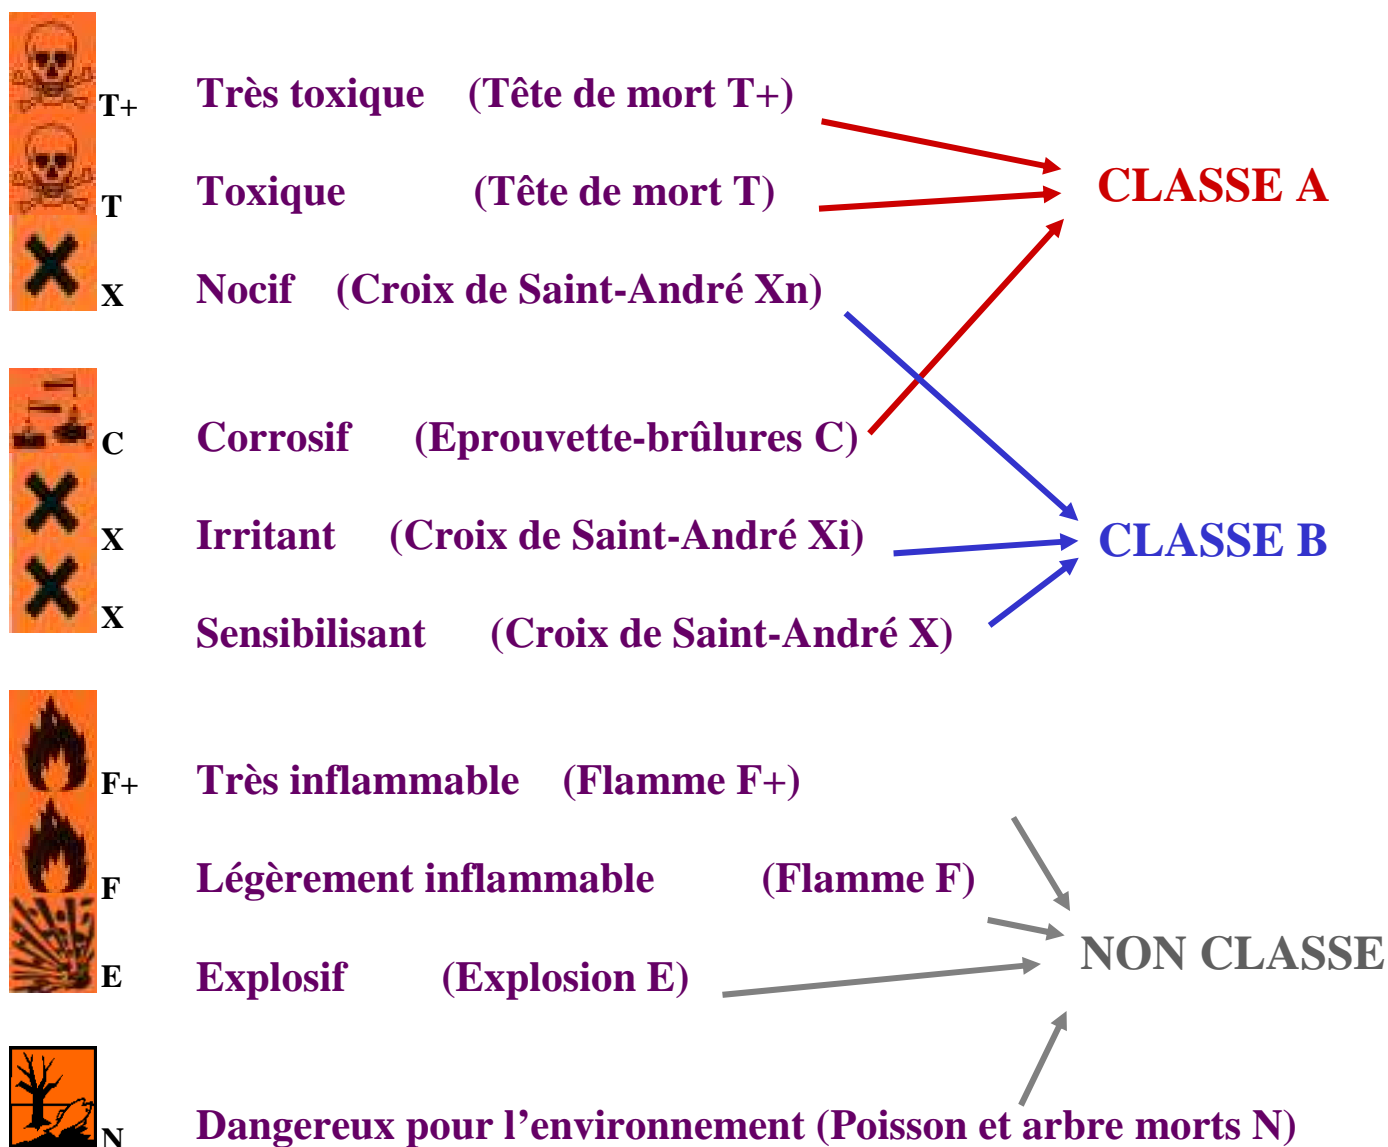 T+ Très toxique (Tête de mort T+)
CLASSE A
T Toxique (Tête de mort T)
X Nocif (Croix de Saint-André Xn)
C Corrosif (Eprouvette-brûlures C)
X Irritant (Croix de Saint-André Xi)
CLASSE B
X Sensibilisant (Croix de Saint-André X)
F+ Très inflammable (Flamme F+)
F Légèrement inflammable (Flamme F)
NON CLASSE
E Explosif (Explosion E)
N Dangereux pour l’environnement (Poisson et arbre morts N)